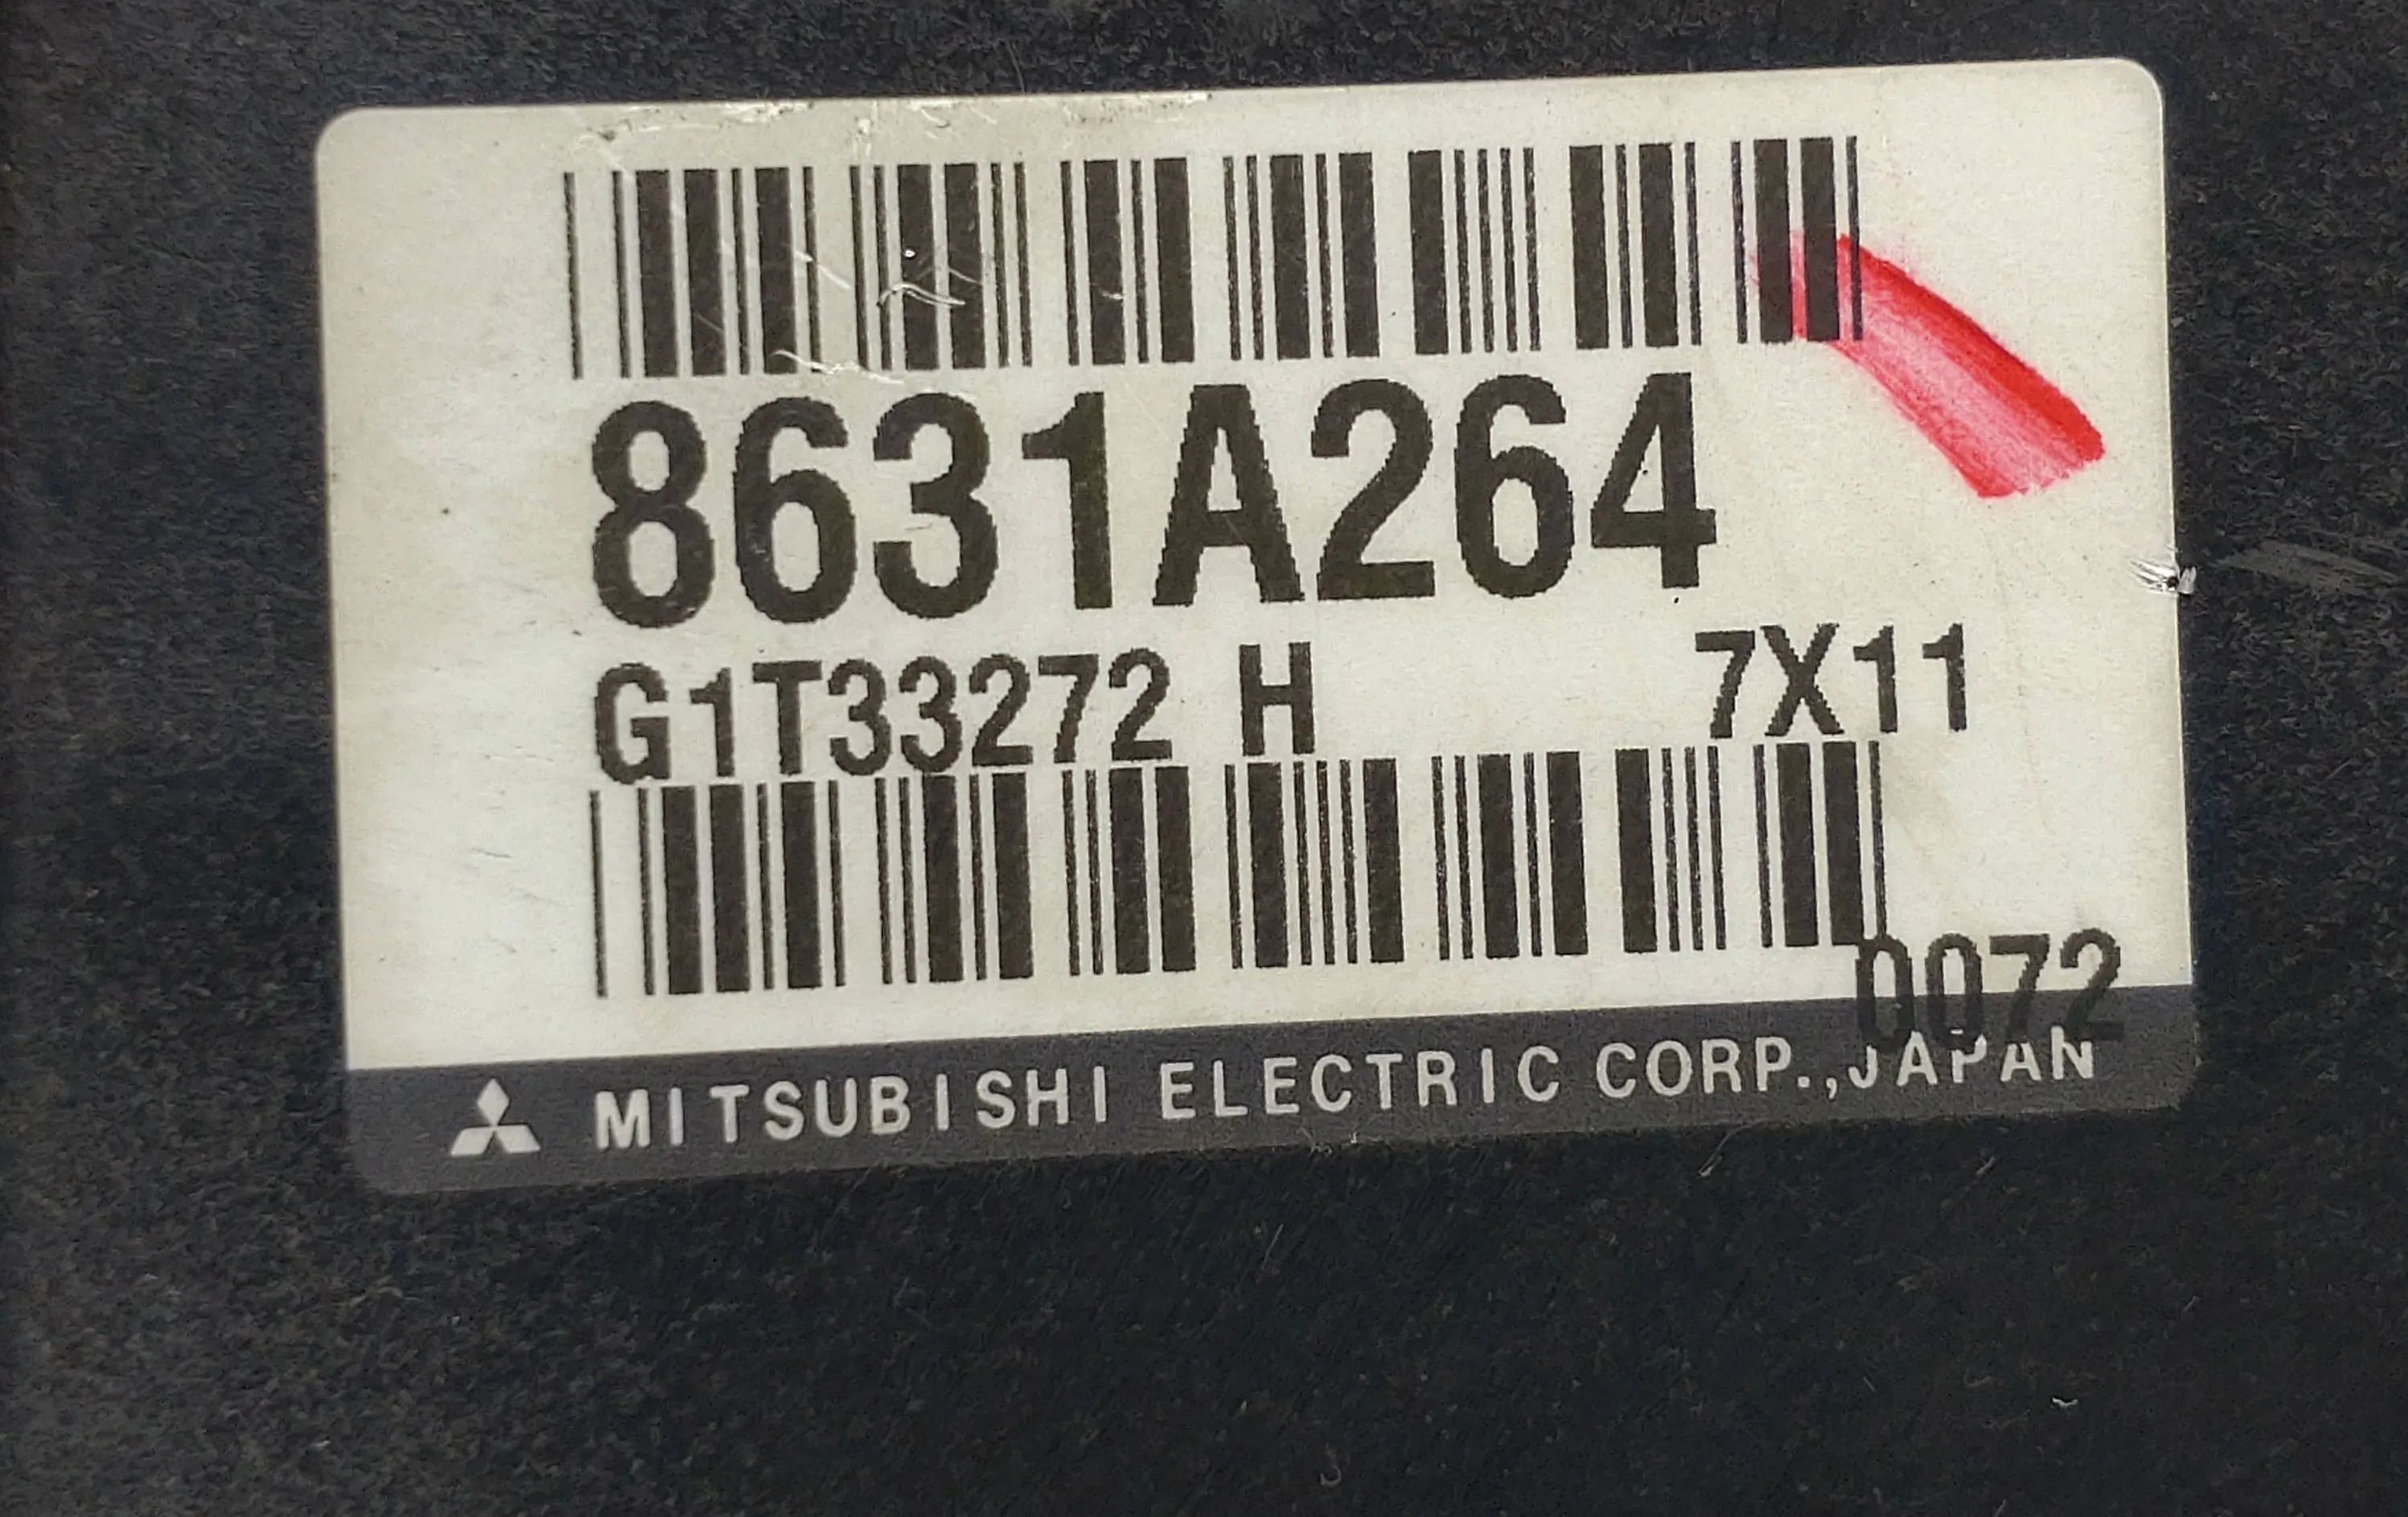 8631A264
G1T33272 H 7X11
0072
MITSUBISHI ELECTRIC CORP.,JAPAN